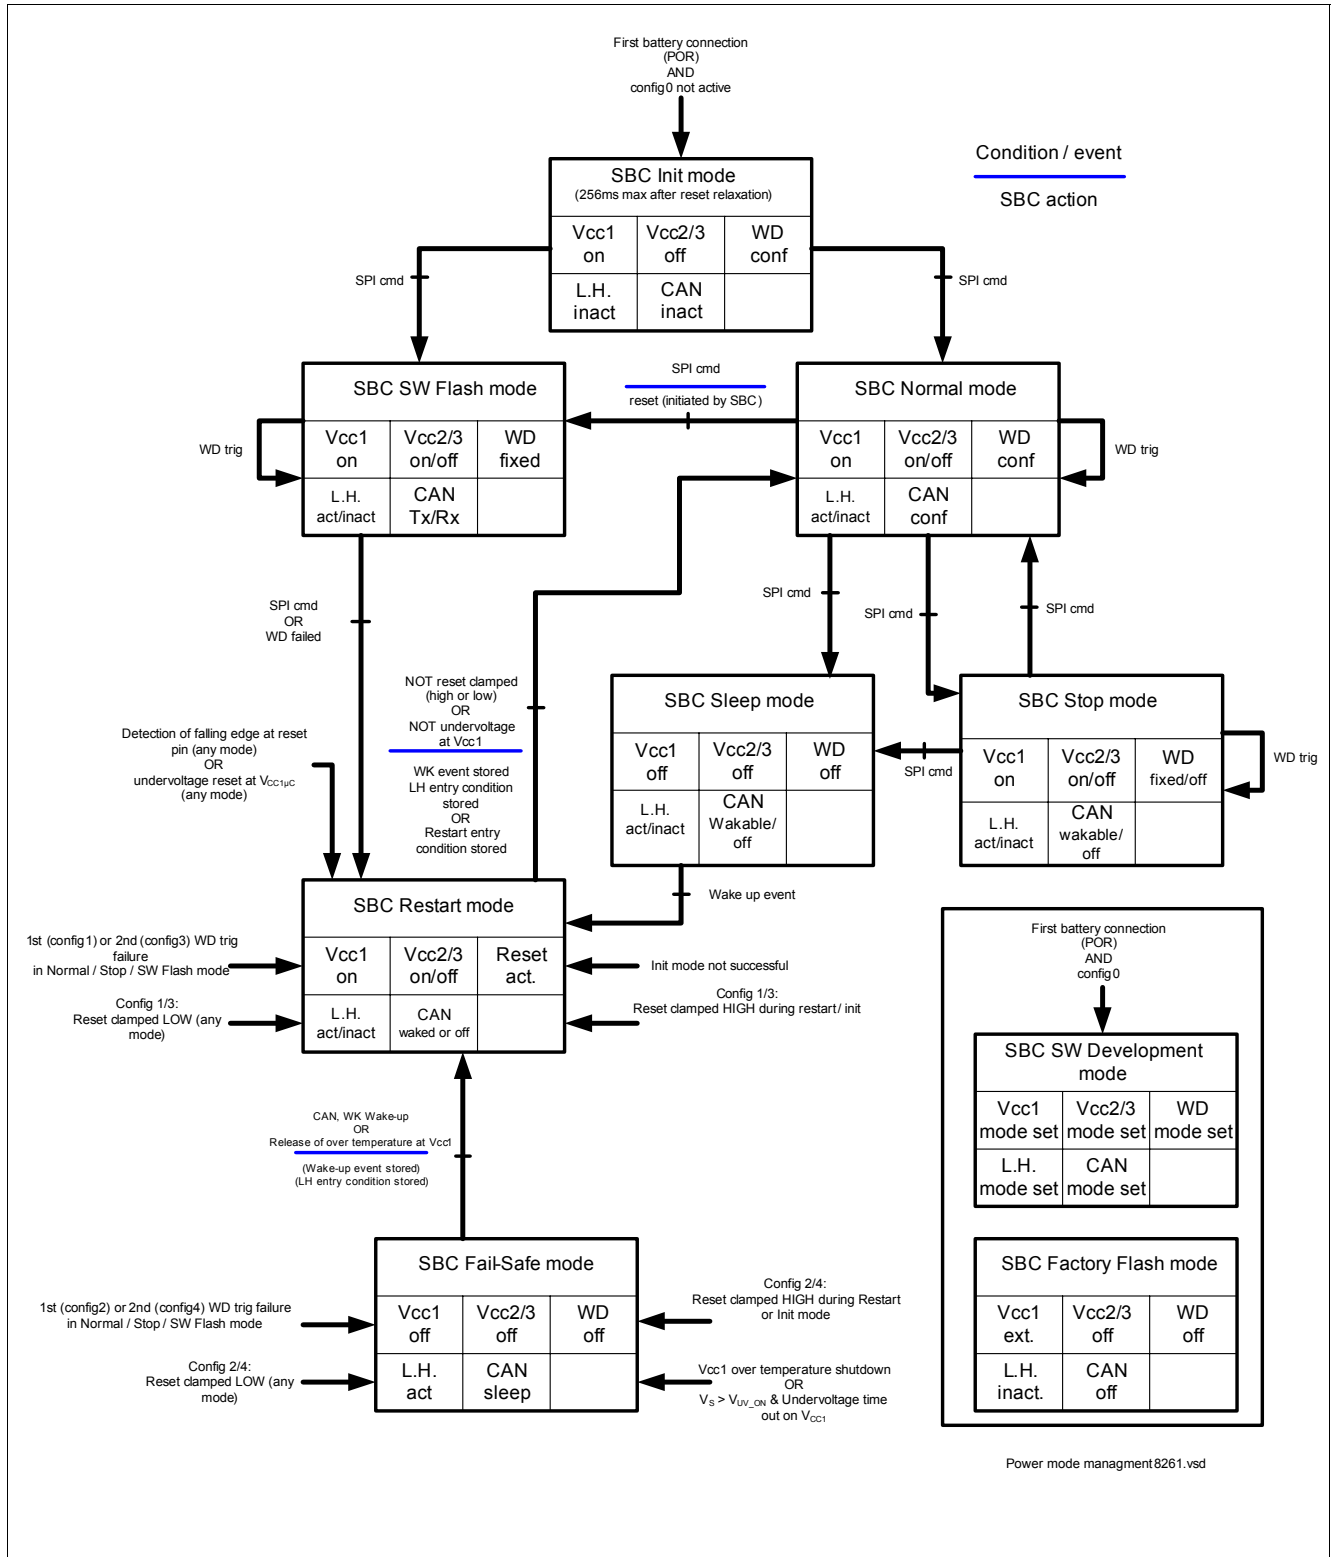 First battery connection
(POR)
AND
config0 not active
Condition / event
SBC action
SBC Init mode
(256ms max after reset relaxation)
Vcc1
on
Vcc2/3
off
WD
conf
L.H.
inact
CAN
inact
SPI cmd
SPI cmd
SBC SW Flash mode
Vcc1
on
Vcc2/3
on/off
WD
fixed
L.H.
act/inact
CAN
Tx/Rx
WD trig
SPI cmd
reset (initiated by SBC)
SBC Normal mode
Vcc1
on
Vcc2/3
on/off
WD
conf
L.H.
act/inact
CAN
conf
WD trig
SPI cmd
OR
WD failed
SPI cmd
SPI cmd
SPI cmd
NOT reset clamped
(high or low)
OR
NOT undervoltage
at Vcc1
WK event stored
LH entry condition
stored
OR
Restart entry
condition stored
Detection of falling edge at reset
pin (any mode)
OR
undervoltage reset at VCC1µC
(any mode)
SBC Sleep mode
Vcc1
off
Vcc2/3
off
WD
off
L.H.
act/inact
CAN
Wakable/
off
SPI cmd
SBC Stop mode
Vcc1
on
Vcc2/3
on/off
WD
fixed/off
L.H.
act/inact
CAN
wakable/
off
WD trig
Wake up event
SBC Restart mode
Vcc1
on
Vcc2/3
on/off
Reset
act.
L.H.
act/inact
CAN
waked or off
1st (config1) or 2nd (config3) WD trig
failure
in Normal / Stop / SW Flash mode
Config 1/3:
Reset clamped LOW (any
mode)
Init mode not successful
Config 1/3:
Reset clamped HIGH during restart / init
First battery connection
(POR)
AND
config0
SBC SW Development
mode
Vcc1
mode set
Vcc2/3
mode set
WD
mode set
L.H.
mode set
CAN
mode set
CAN, WK Wake-up
OR
Release of over temperature at Vcc1
(Wake-up event stored)
(LH entry condition stored)
SBC Fail-Safe mode
Vcc1
off
Vcc2/3
off
WD
off
L.H.
act
CAN
sleep
1st (config2) or 2nd (config4) WD trig failure
in Normal / Stop / SW Flash mode
Config 2/4:
Reset clamped LOW (any
mode)
Config 2/4:
Reset clamped HIGH during Restart
or Init mode
Vcc1 over temperature shutdown
OR
VS > VUV_ON & Undervoltage time
out on VCC1
SBC Factory Flash mode
Vcc1
ext.
Vcc2/3
off
WD
off
L.H.
inact.
CAN
off
Power mode managment8261.vsd